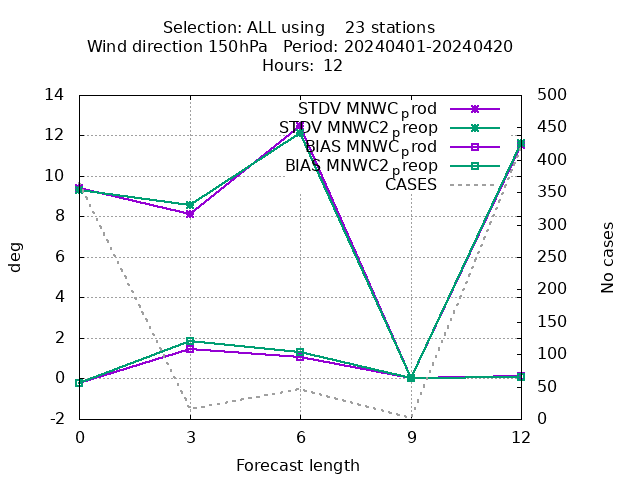 Selection: ALL using 23 stations
Wind direction 150hPa Period: 20240401-20240420
Hours: 12
STDV MNWC_prod
STDV MNWC2_preop
BIAS MNWC_prod
BIAS MNWC2_preop
CASES
14
12
10
8
6
4
2
0
-2
deg
500
450
400
350
300
250
200
150
100
50
0
No cases
0 3 6 9 12
Forecast length